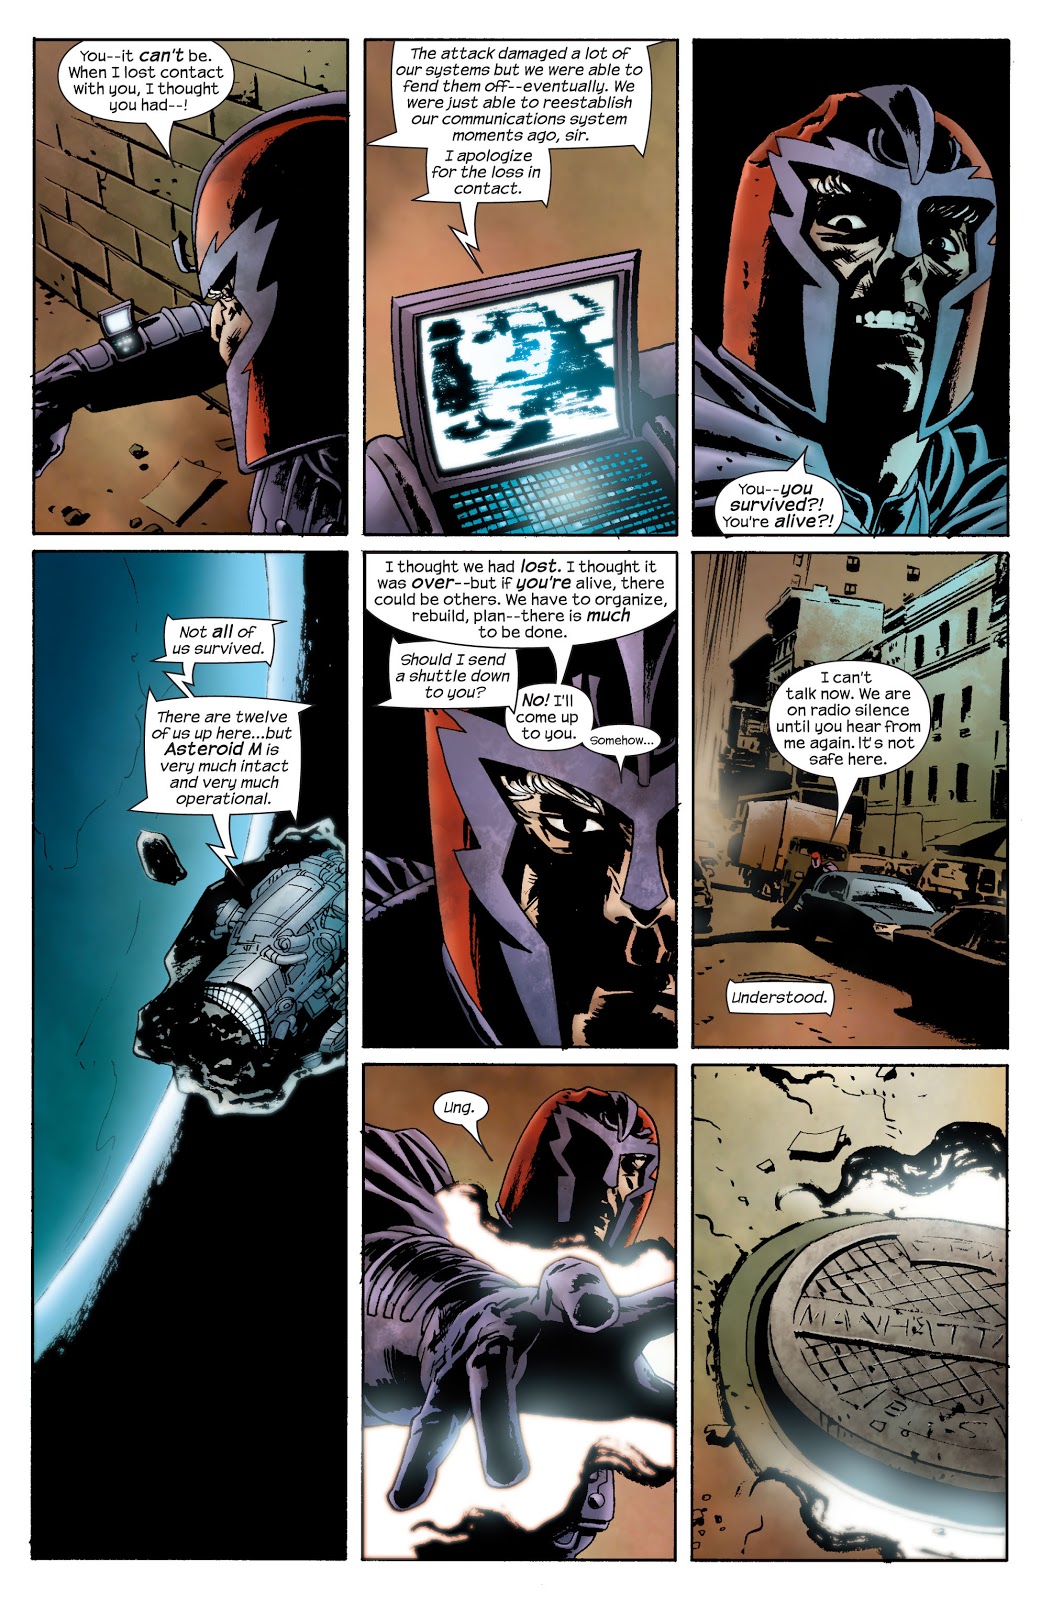 You--it can't be.
When I lost contact
with you, I thought
you had--!
The attack damaged a lot of
our systems but we were able to
fend them off--eventually. We
were just able to reestablish
our communications system
moments ago, sir.
I apologize
for the loss in
contact.
You--you
survived?!
You're alive?!
Not all of
us survived.
There are twelve
of us up here...but
Asteroid M is
very much intact
and very much
operational.
I thought we had lost. I thought it
was over--but if you're alive, there
could be others. We have to organize,
rebuild, plan--there is much
to be done.
Should I send
a shuttle down
to you?
No! I'll
come up
to you.
Somehow...
I can't
talk now. We are
on radio silence
until you hear from
me again. It's not
safe here.
Understood.
Ung.
MANHATTA